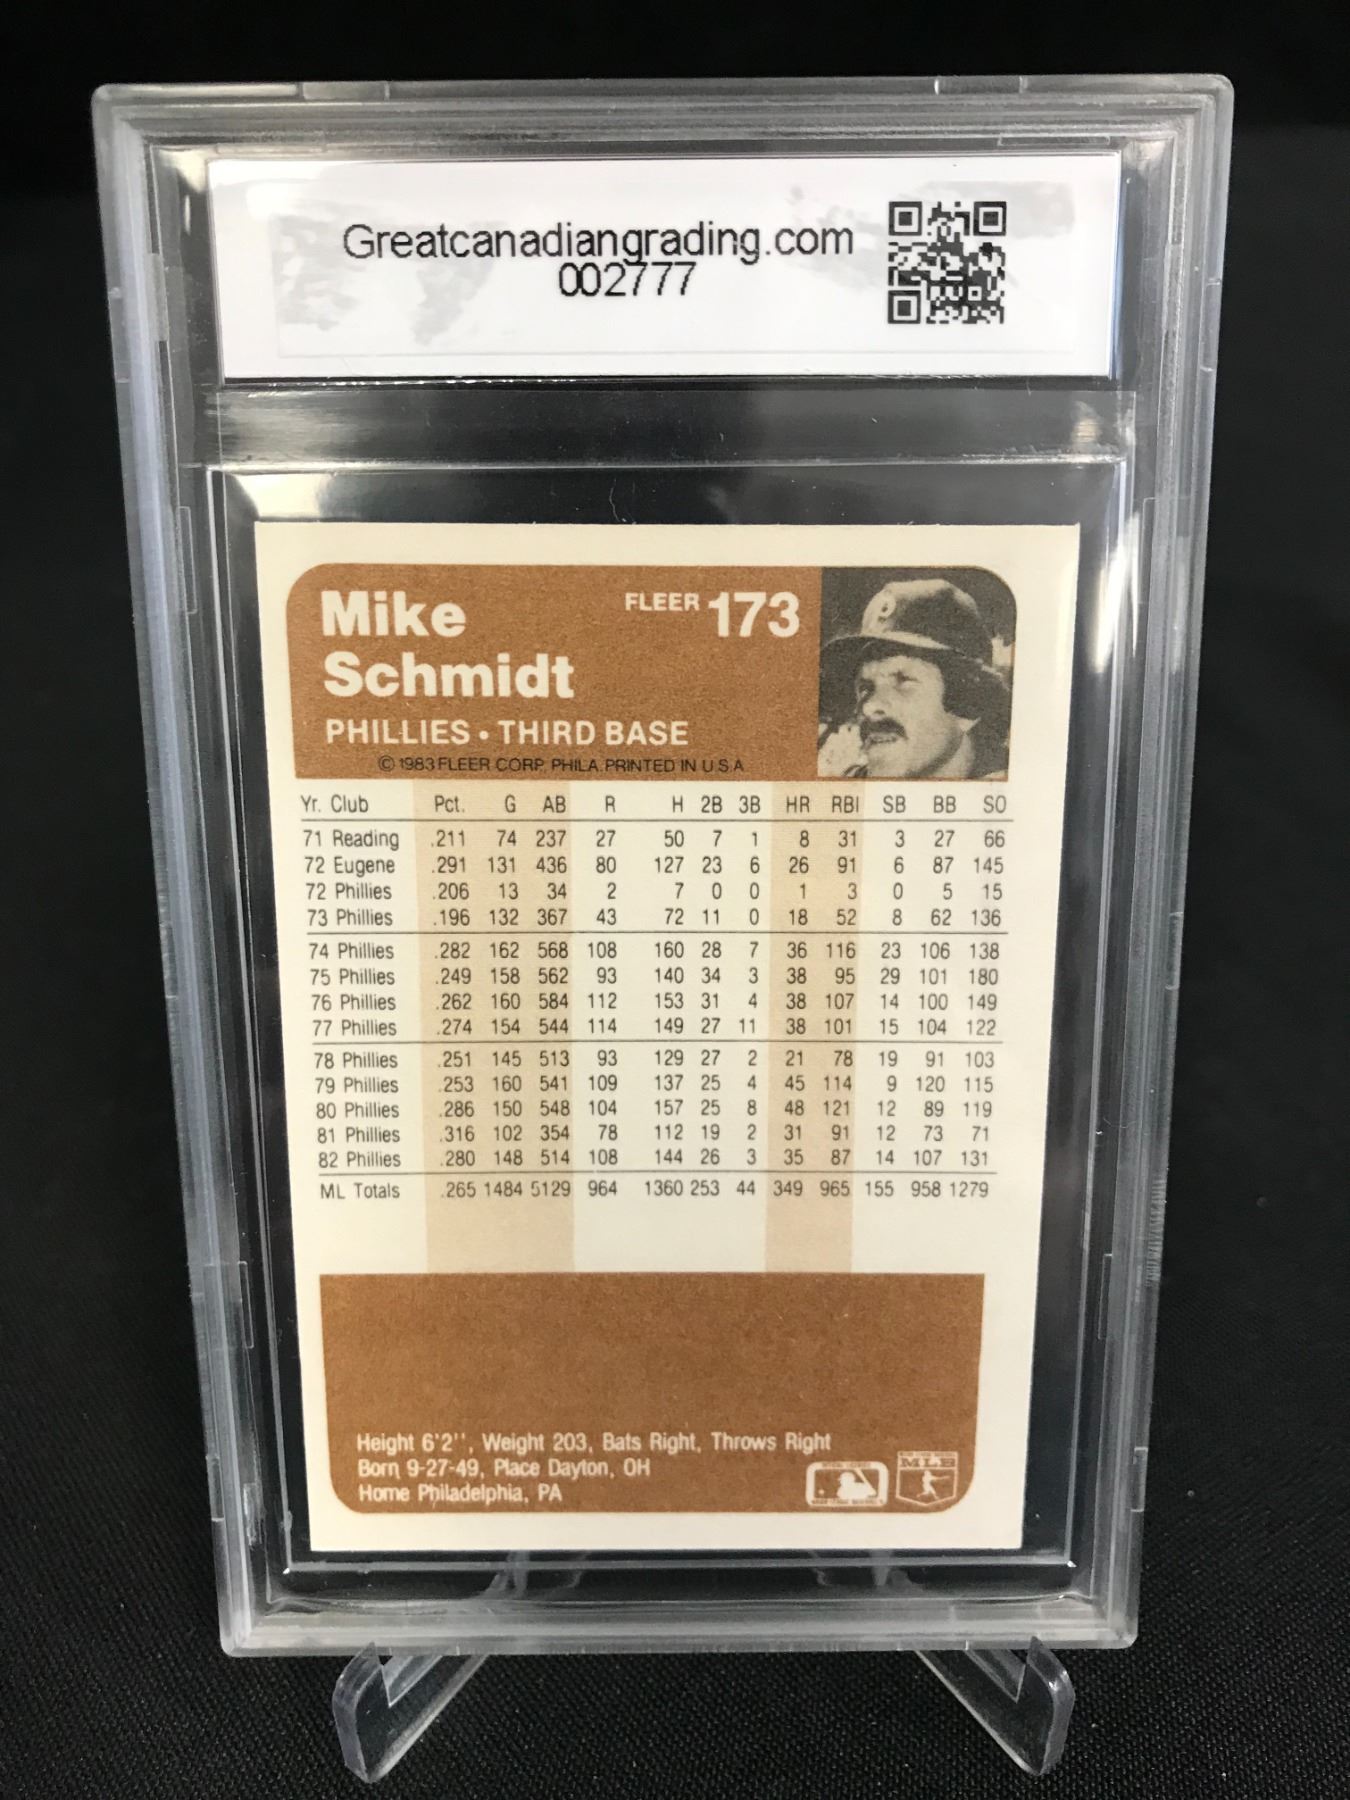 Greatcanadiangrading.com
002777
Mike
Schmidt
FLEER 173
PHILLIES • THIRD BASE
© 1983 FLEER CORP. PHILA. PRINTED IN U.S.A.
Yr. Club Pct. G AB R H 2B 3B HR RBI SB BB SO
71 Reading .211 74 237 27 50 7 1 8 31 3 27 66
72 Eugene .291 131 436 80 127 23 6 26 91 6 87 145
72 Phillies .206 13 34 2 7 0 0 1 3 0 5 15
73 Phillies .196 132 367 43 72 11 0 18 52 8 62 136
74 Phillies .282 162 568 108 160 28 7 36 116 23 106 138
75 Phillies .249 158 562 93 140 34 3 38 95 29 101 180
76 Phillies .262 160 584 112 153 31 4 38 107 14 100 149
77 Phillies .274 154 544 114 149 27 11 38 101 15 104 122
78 Phillies .251 145 513 93 129 27 2 21 78 19 91 103
79 Phillies .253 160 541 109 137 25 4 45 114 9 120 115
80 Phillies .286 150 548 104 157 25 8 48 121 12 89 119
81 Phillies .316 102 354 78 112 19 2 31 91 12 73 71
82 Phillies .280 148 514 108 144 26 3 35 87 14 107 131
ML Totals .265 1484 5129 964 1360 253 44 349 965 155 958 1279
Height 6'2'', Weight 203, Bats Right, Throws Right
Born 9-27-49, Place Dayton, OH
Home Philadelphia, PA